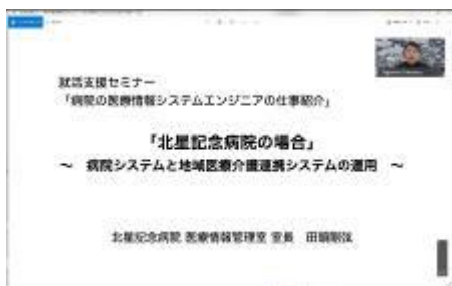 就活支援セミナー
「病院の医療情報システムエンジニアの仕事紹介」
「北星記念病院の場合」
～ 病院システムと地域医療介護連携システムの運用 ～
北星記念病院 医療情報管理室 室長